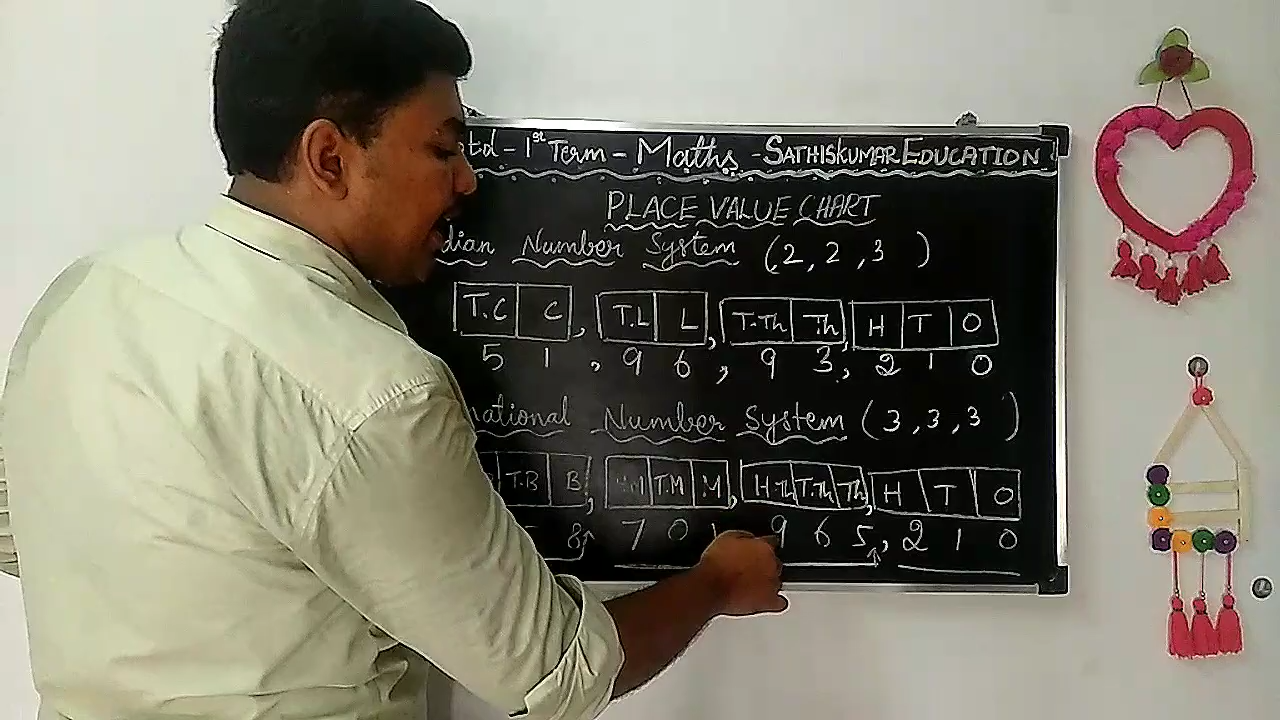 td - 1st Term - Maths - SATHISKUMAR EDUCATION
PLACE VALUE CHART
dian Number System (2, 2, 3 )
T.C C , T.L L , T.Th Th , H T O
5 1 , 9 6 , 9 3 , 2 1 0
national Number System (3, 3, 3 )
T.B B , H.M T.M M , H.Th T.Th Th , H T O
8 7 0 1 9 6 5 , 2 1 0